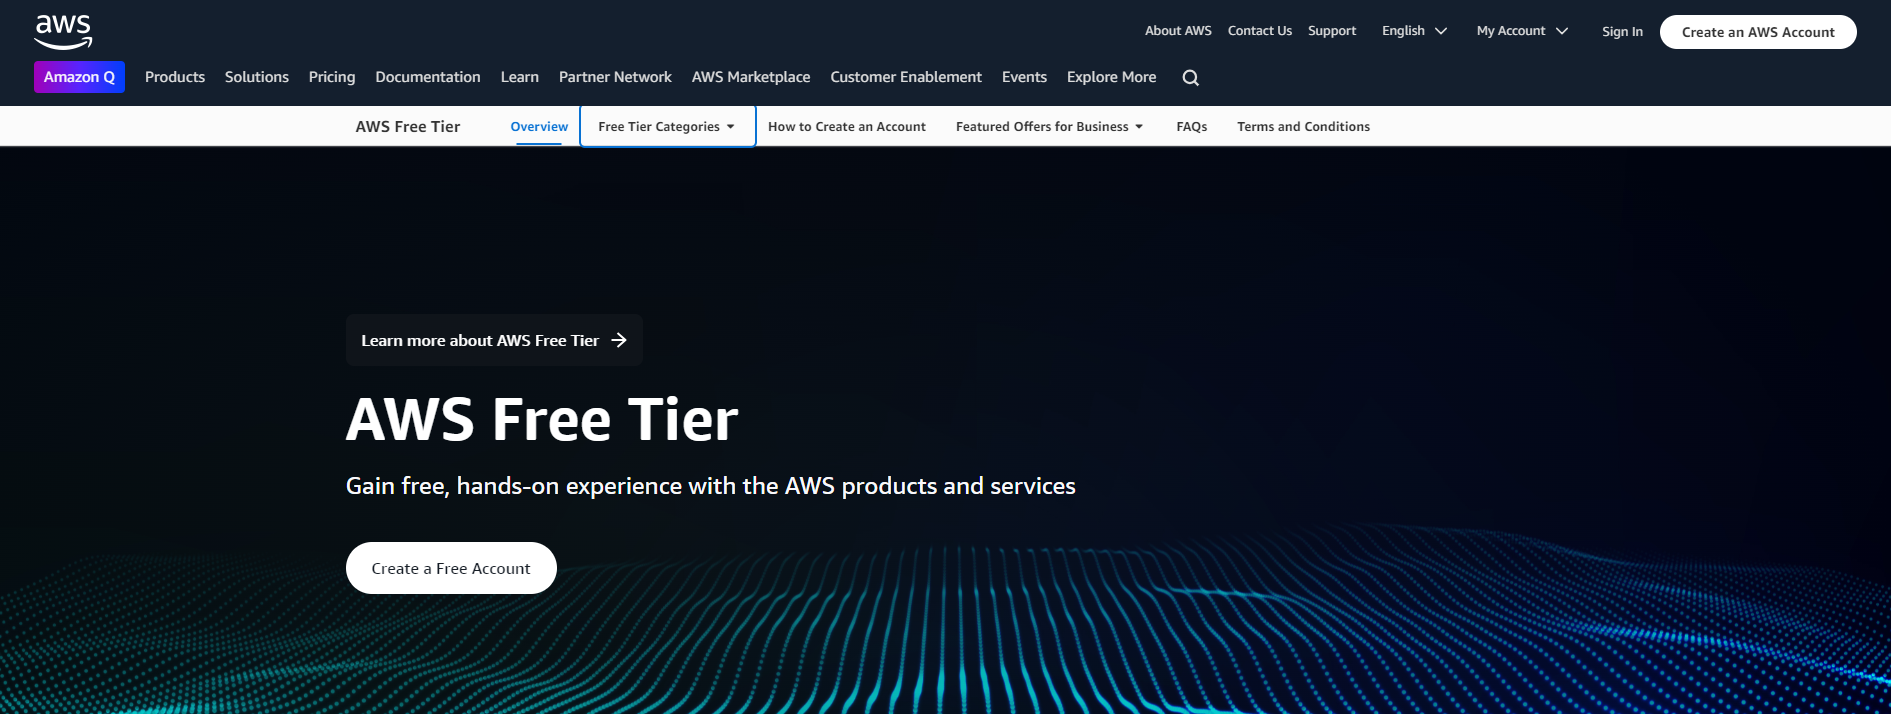 aws
About AWS Contact Us Support English My Account Sign In Create an AWS Account
Amazon Q Products Solutions Pricing Documentation Learn Partner Network AWS Marketplace Customer Enablement Events Explore More
AWS Free Tier Overview Free Tier Categories How to Create an Account Featured Offers for Business FAQs Terms and Conditions
Learn more about AWS Free Tier
AWS Free Tier
Gain free, hands-on experience with the AWS products and services
Create a Free Account